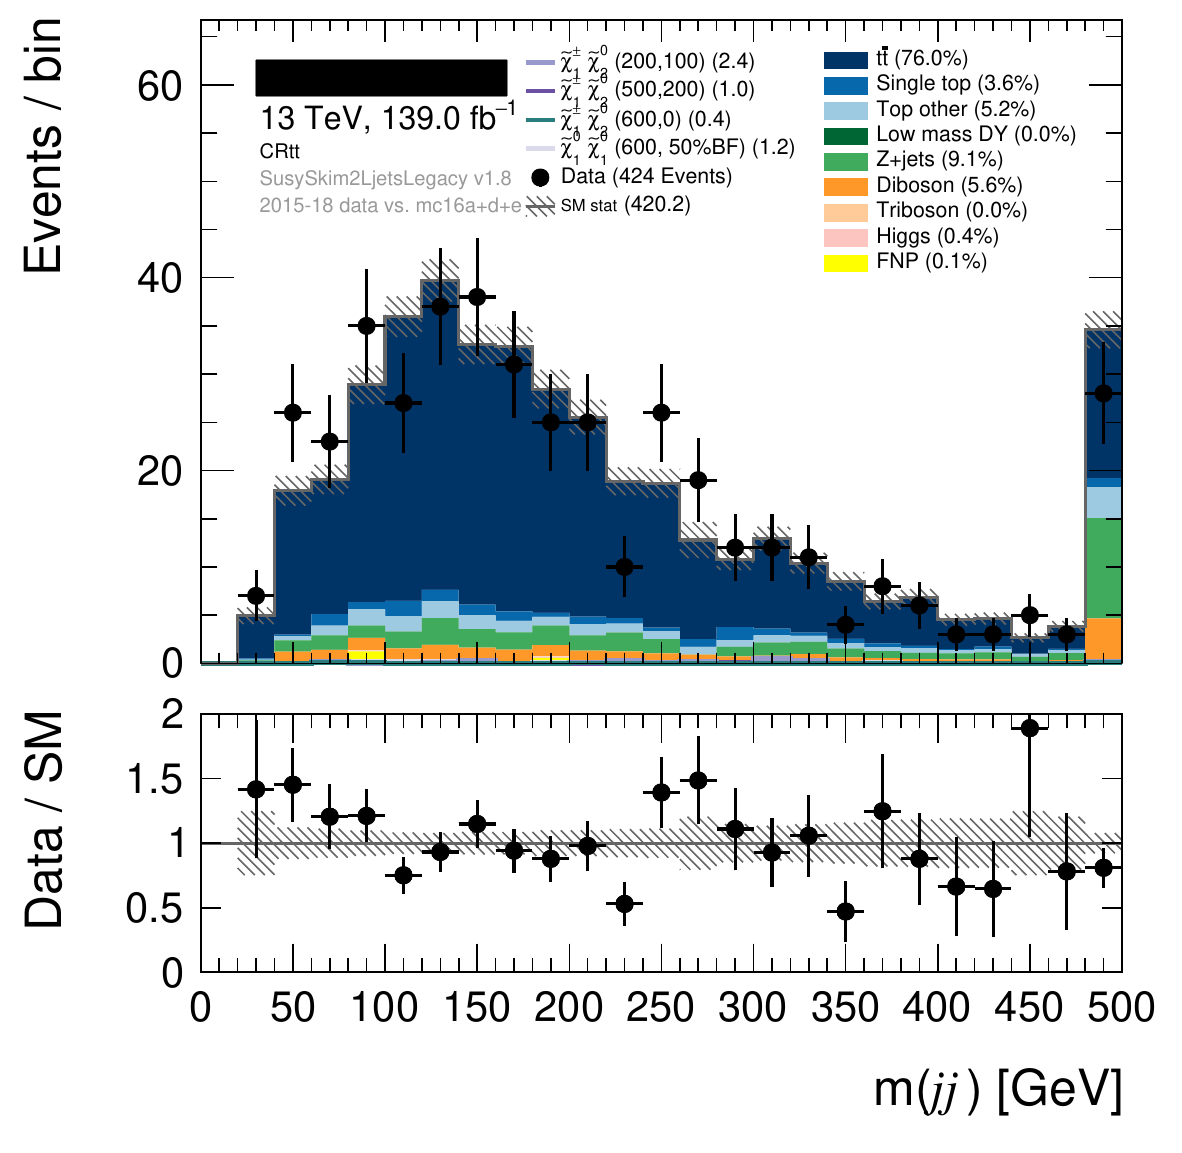 Events / bin
60
40
20
0
13 TeV, 139.0 fb⁻¹
CRtt
SusySkim2LjetsLegacy v1.8
2015-18 data vs. mc16a+d+e
χ̃₁± χ̃₂⁰ (200,100) (2.4)
χ̃₁± χ̃₂⁰ (500,200) (1.0)
χ̃₁± χ̃₂⁰ (600,0) (0.4)
χ̃₁⁰ χ̃₁⁰ (600, 50%BF) (1.2)
Data (424 Events)
SM stat (420.2)
tt̄ (76.0%)
Single top (3.6%)
Top other (5.2%)
Low mass DY (0.0%)
Z+jets (9.1%)
Diboson (5.6%)
Triboson (0.0%)
Higgs (0.4%)
FNP (0.1%)
Data / SM
2
1.5
1
0.5
0
0 50 100 150 200 250 300 350 400 450 500
m(jj) [GeV]